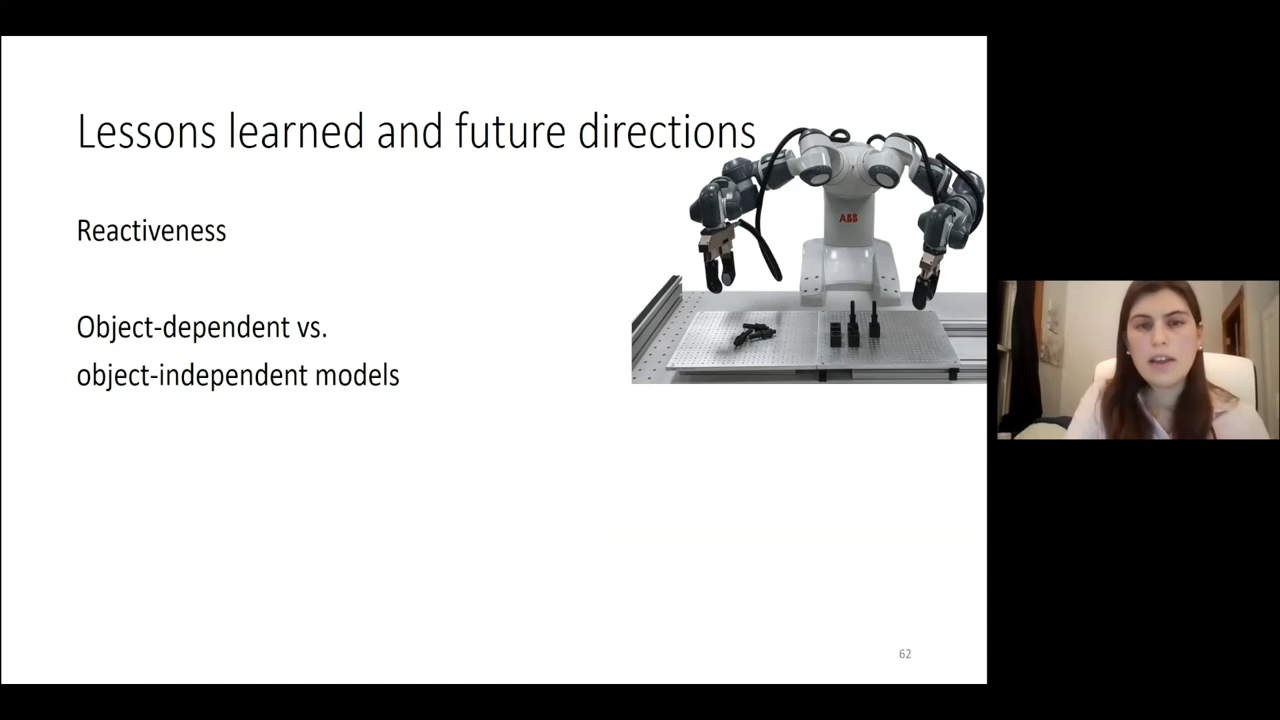 Lessons learned and future directions
ABB
Reactiveness
Object-dependent vs.
object-independent models
62